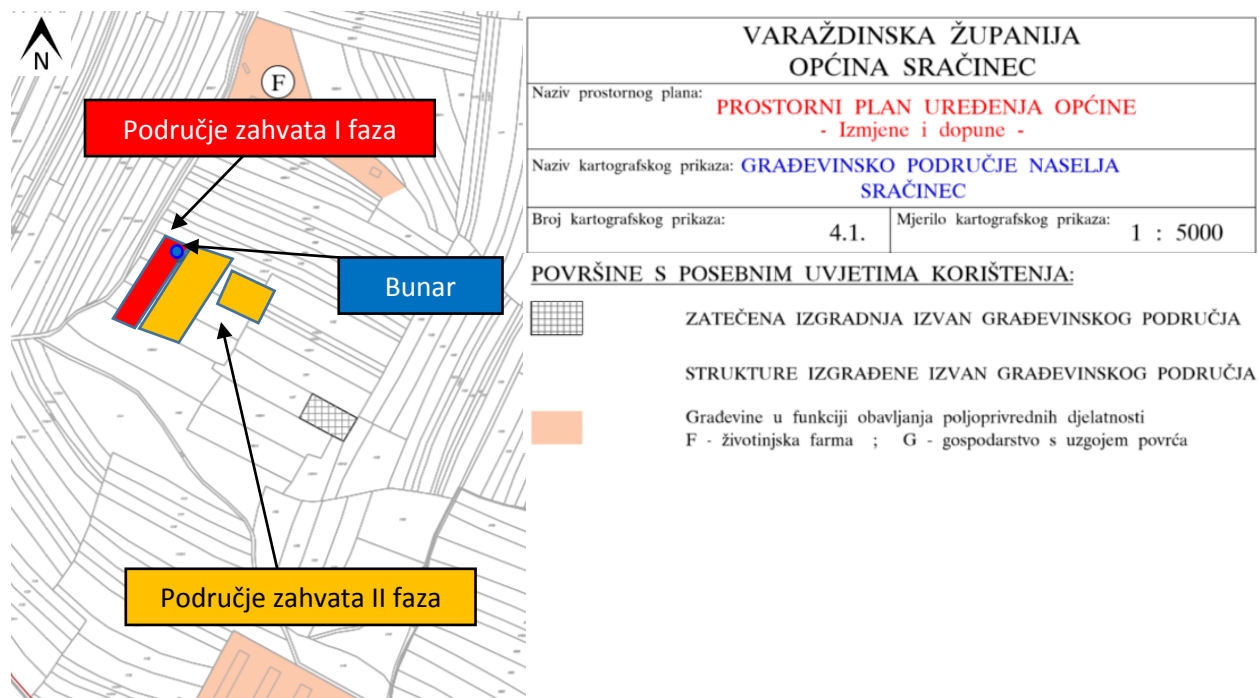 N
F
Područje zahvata I faza
Bunar
Područje zahvata II faza
VARAŽDINSKA ŽUPANIJA
OPĆINA SRAČINEC
Naziv prostornog plana:
PROSTORNI PLAN UREĐENJA OPĆINE
- Izmjene i dopune -
Naziv kartografskog prikaza: GRAĐEVINSKO PODRUČJE NASELJA
SRAČINEC
Broj kartografskog prikaza: 4.1.
Mjerilo kartografskog prikaza: 1 : 5000
POVRŠINE S POSEBNIM UVJETIMA KORIŠTENJA:
ZATEČENA IZGRADNJA IZVAN GRAĐEVINSKOG PODRUČJA
STRUKTURE IZGRAĐENE IZVAN GRAĐEVINSKOG PODRUČJA
Građevine u funkciji obavljanja poljoprivrednih djelatnosti
F - životinjska farma ; G - gospodarstvo s uzgojem povrća